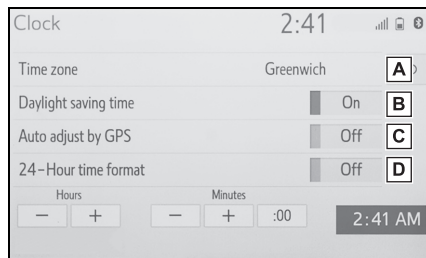 Clock 2:41
Time zone Greenwich A
Daylight saving time On B
Auto adjust by GPS Off C
24-Hour time format Off D
Hours Minutes
− + − + :00 2:41 AM